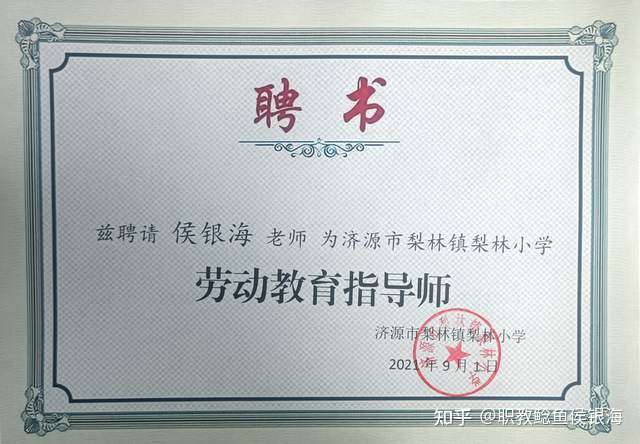 聘书
兹聘请 侯银海 老师 为济源市梨林镇梨林小学
劳动教育指导师
济源市梨林镇梨林小学
2021年9月1日
知乎 @职教鲶鱼侯银海